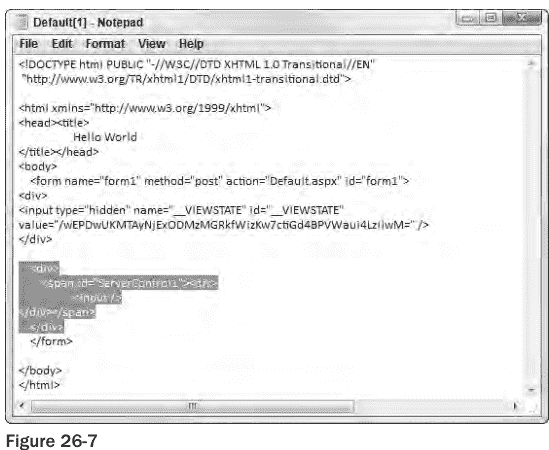 Default[1] - Notepad
File Edit Format View Help
<!DOCTYPE html PUBLIC "-//W3C//DTD XHTML 1.0 Transitional//EN"
"http://www.w3.org/TR/xhtml1/DTD/xhtml1-transitional.dtd">
<html xmlns="http://www.w3.org/1999/xhtml">
<head><title>
Hello World
</title></head>
<body>
<form name="form1" method="post" action="Default.aspx" id="form1">
<div>
<input type="hidden" name="__VIEWSTATE" id="__VIEWSTATE"
</div>
<div>
<span id="ServerControl1"><div>
<input />
</div></span>
</div>
</form>
</body>
</html>
Figure 26-7